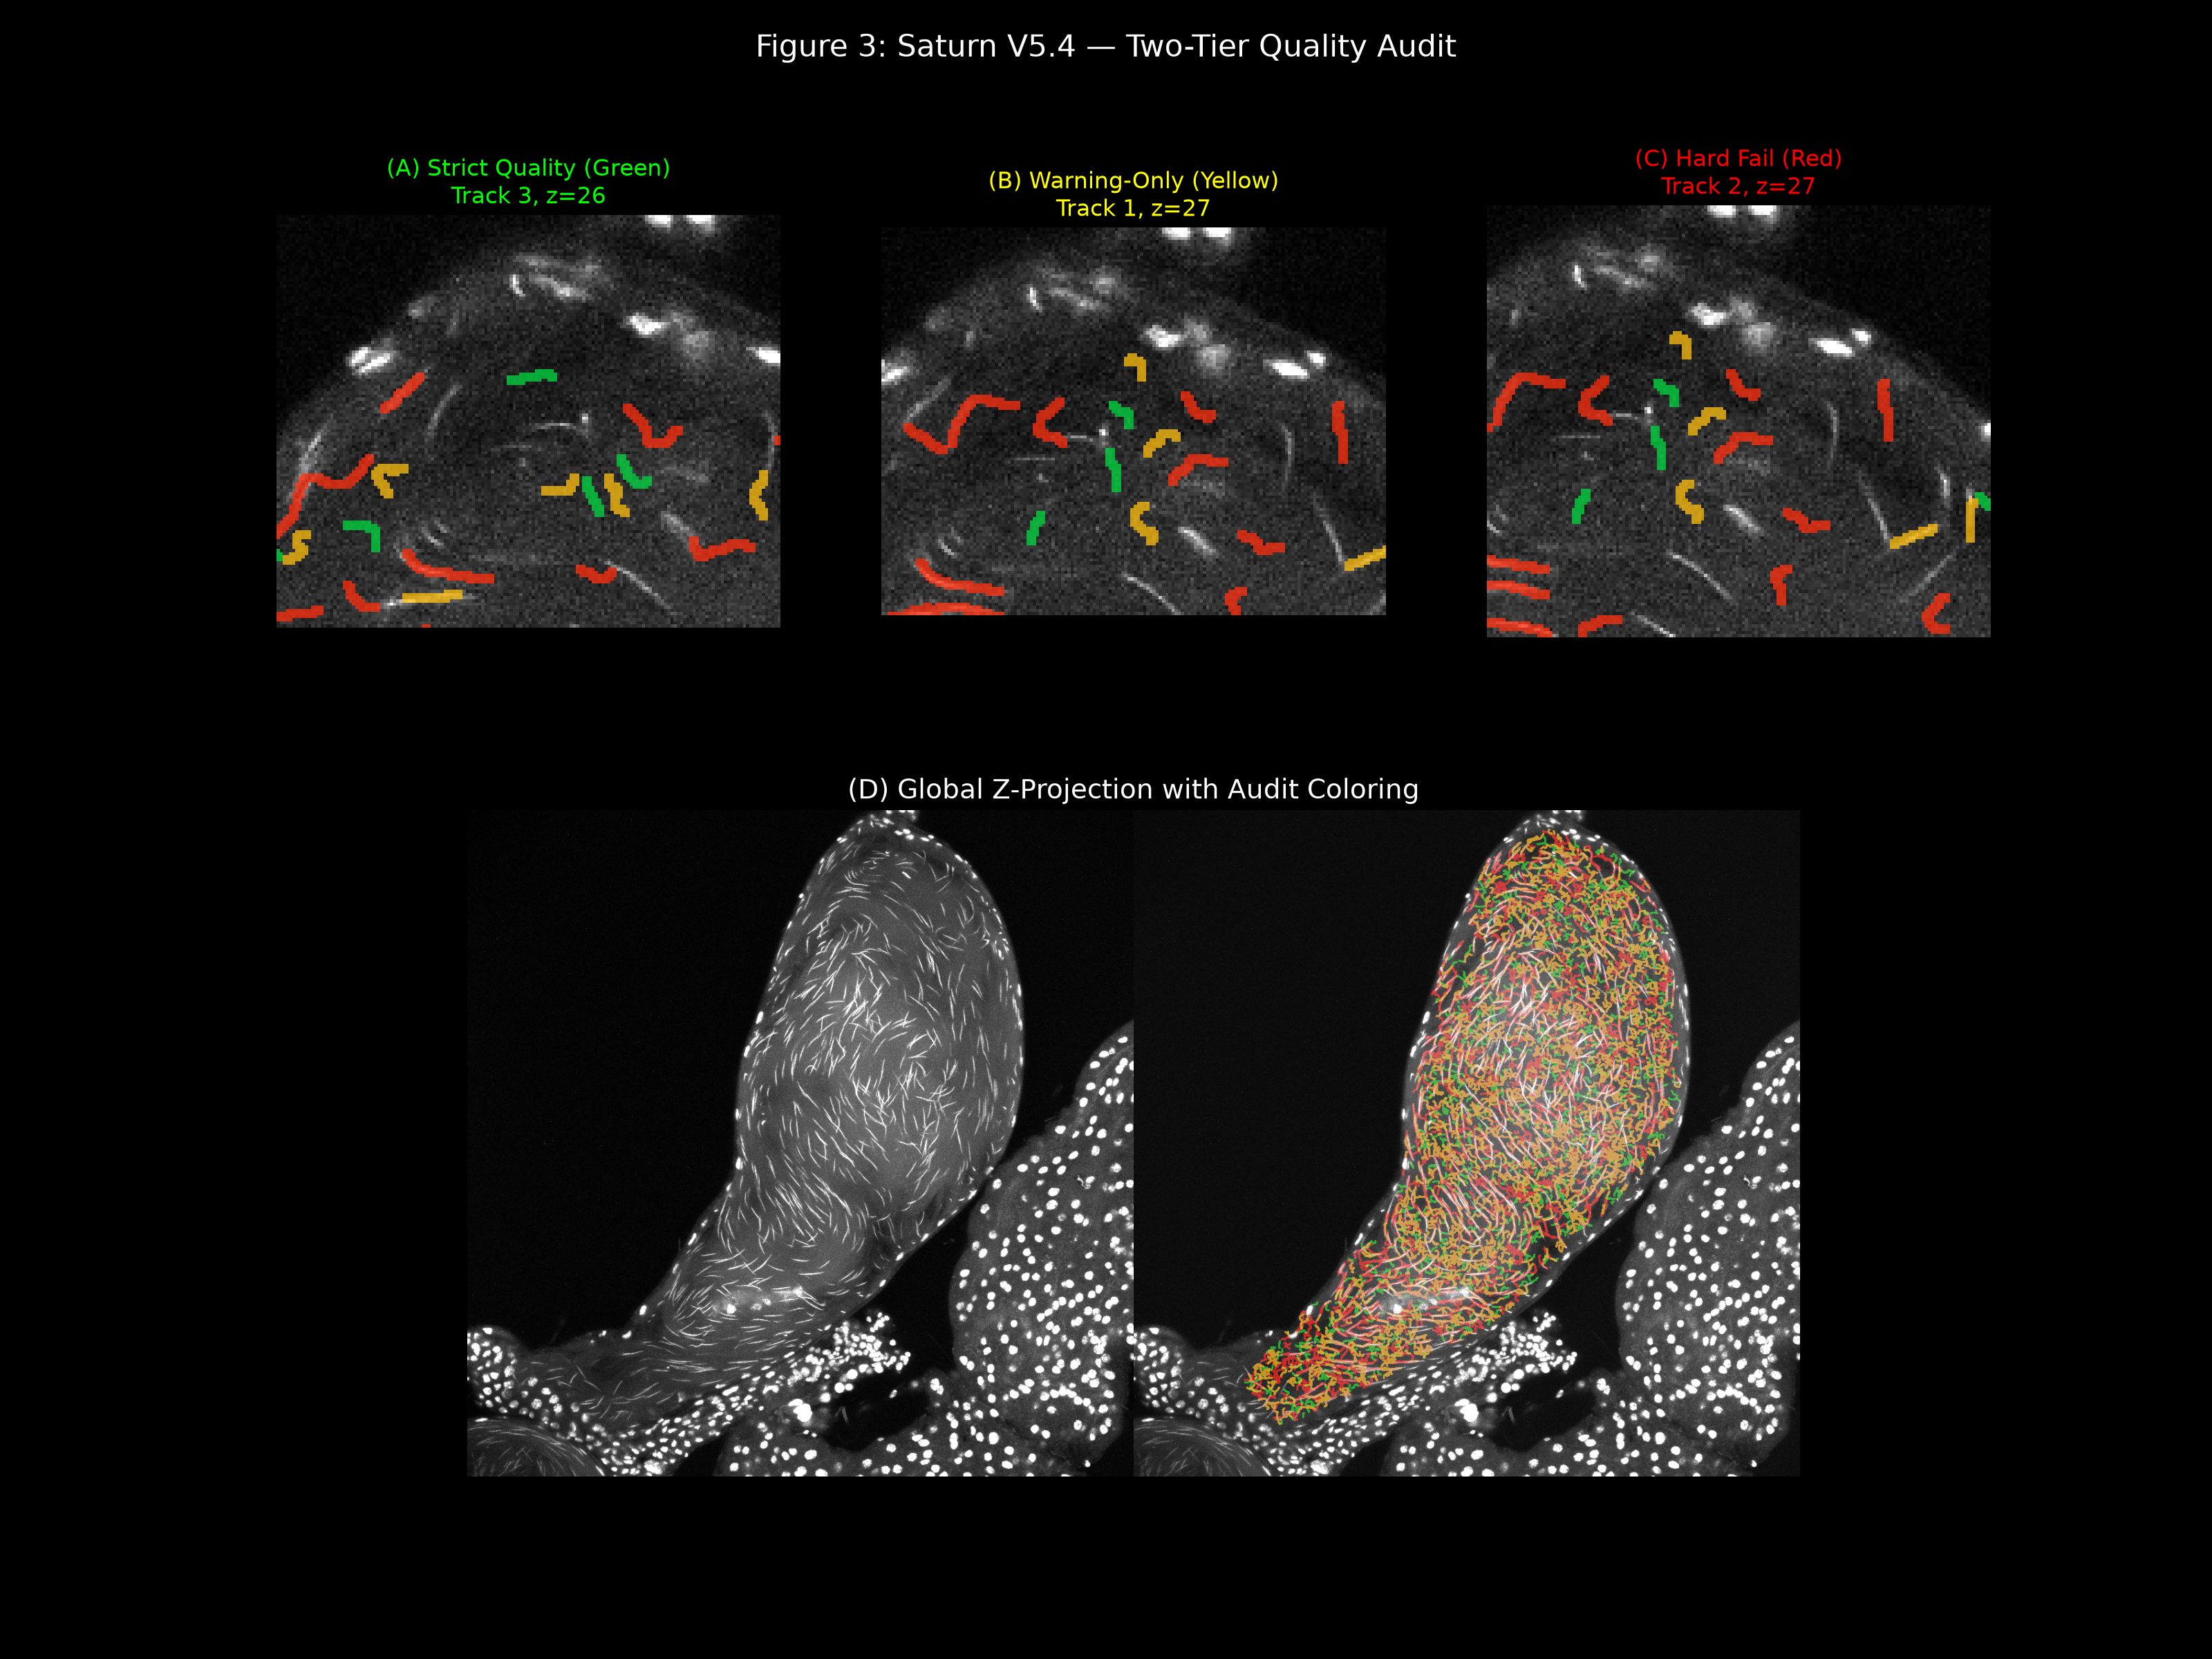 Figure 3: Saturn V5.4 — Two-Tier Quality Audit
(A) Strict Quality (Green)
Track 3, z=26
(B) Warning-Only (Yellow)
Track 1, z=27
(C) Hard Fail (Red)
Track 2, z=27
(D) Global Z-Projection with Audit Coloring